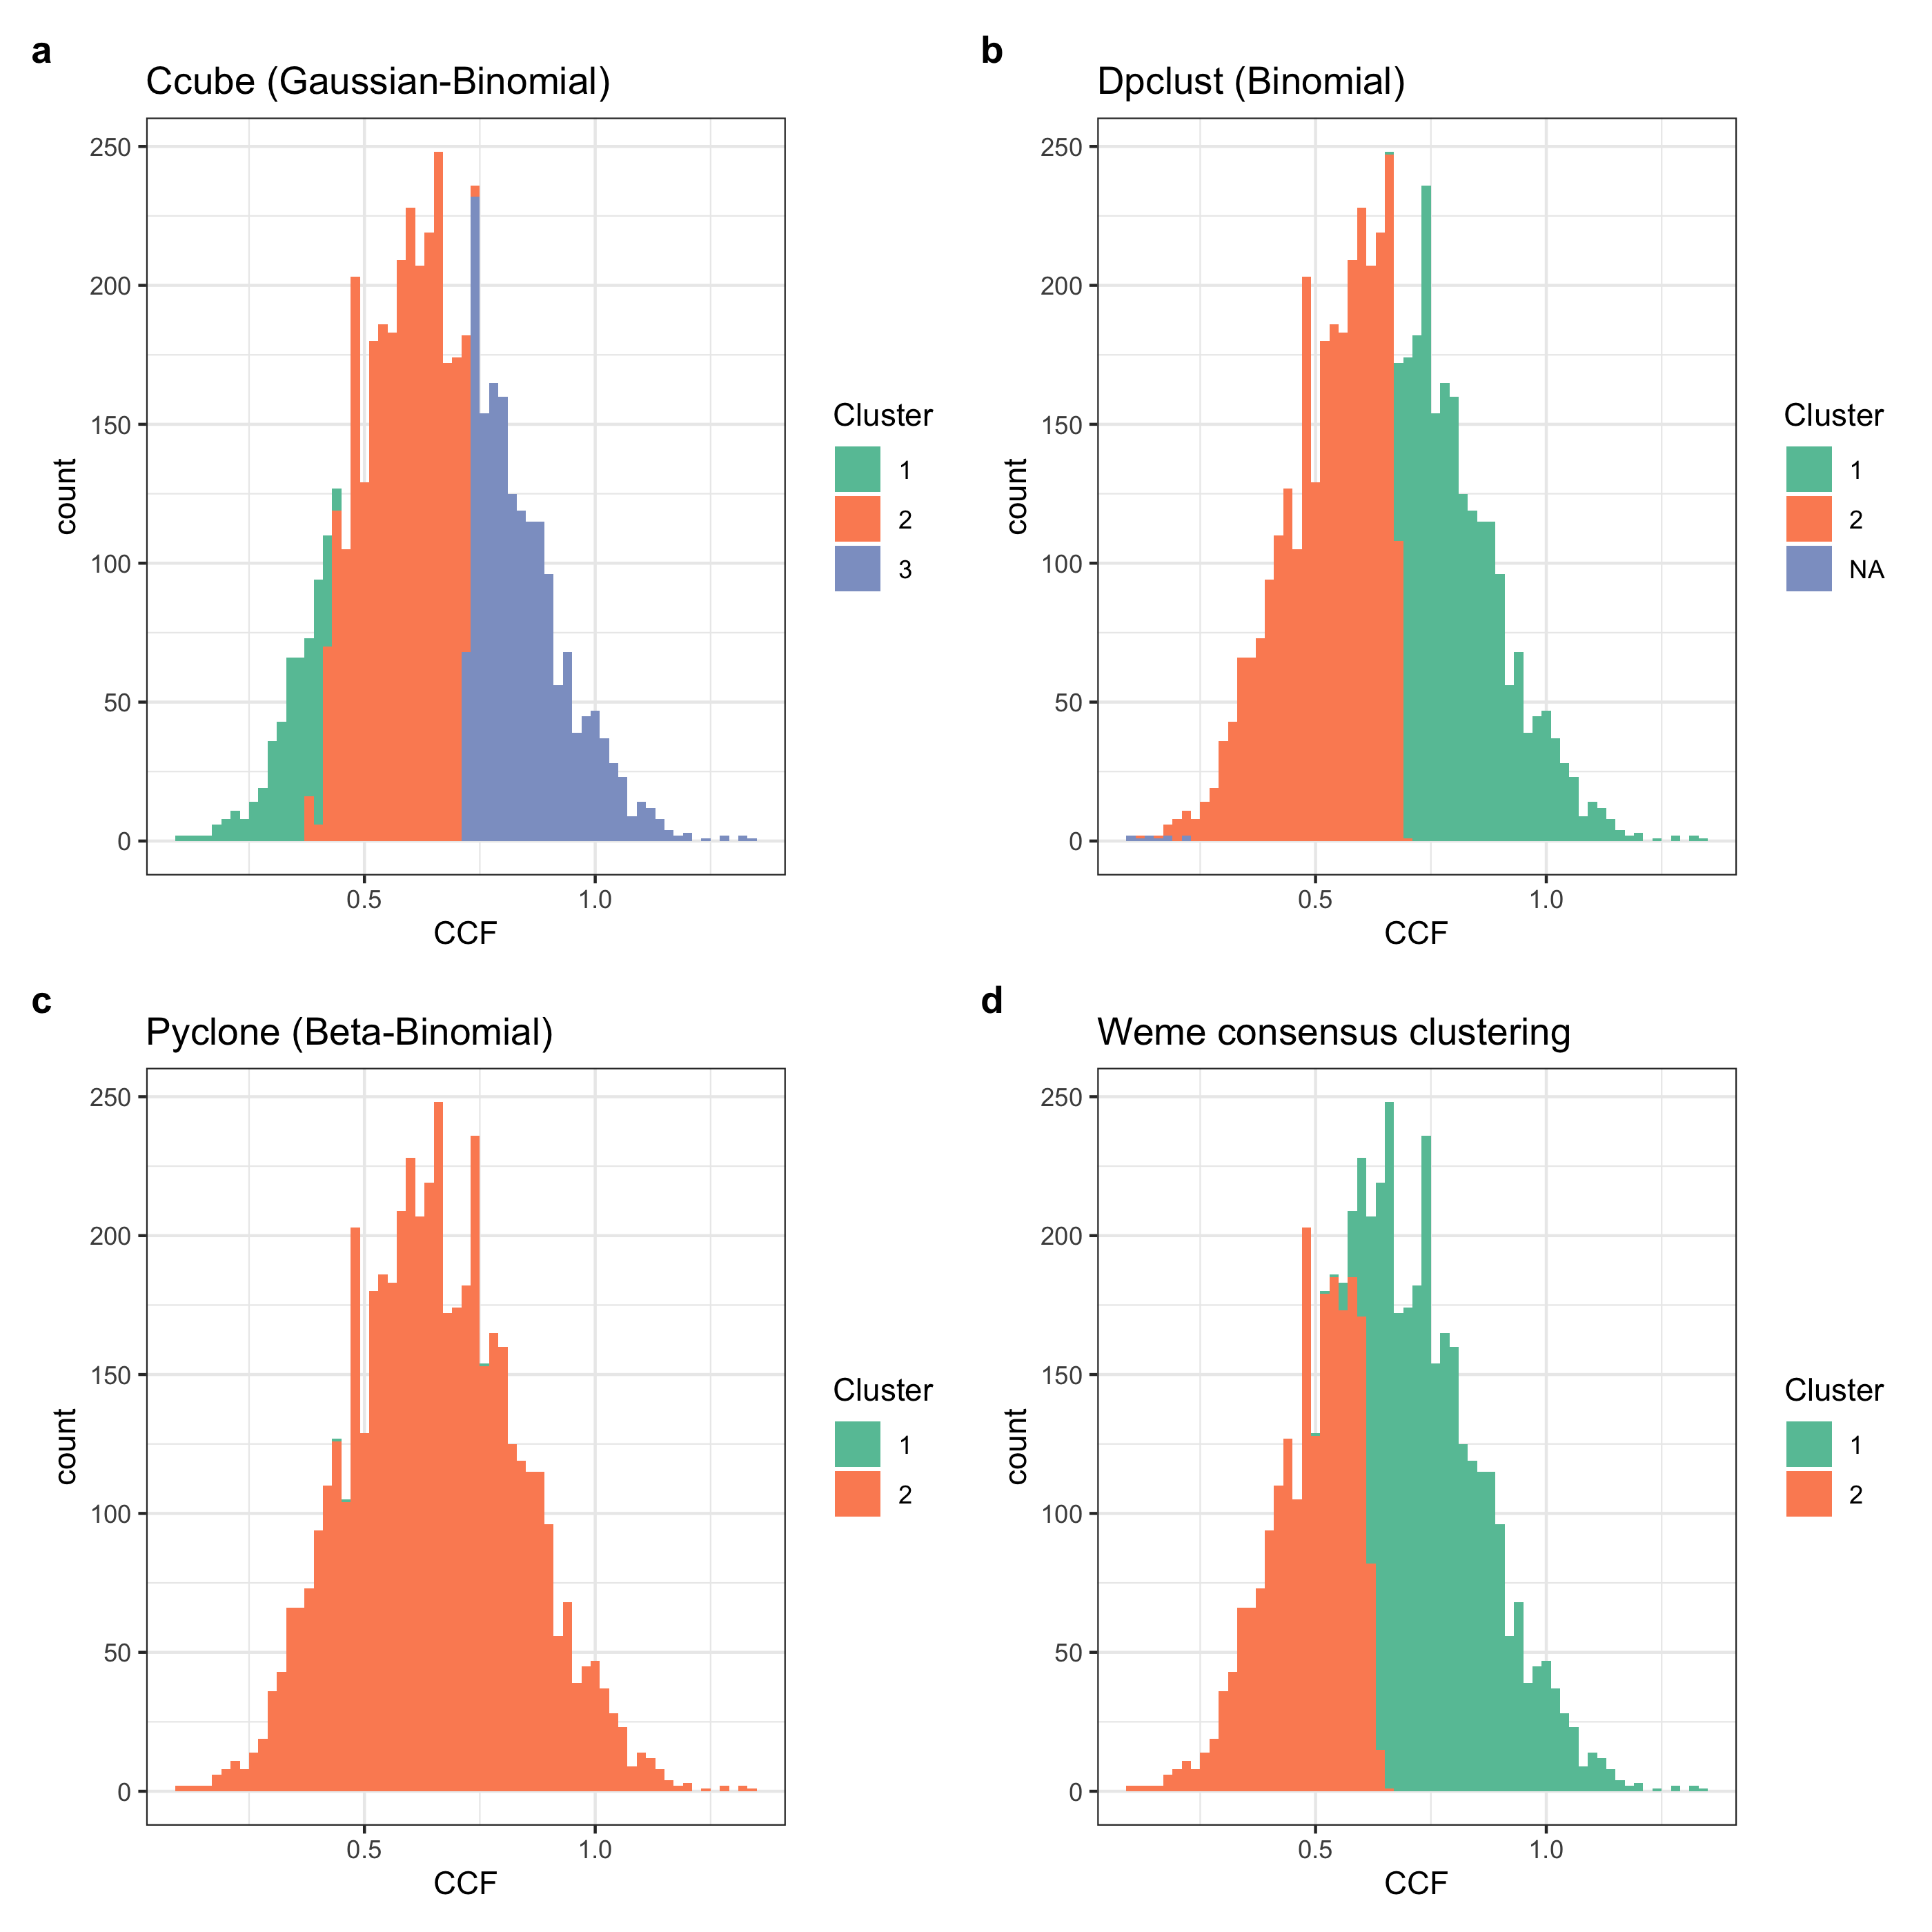 a
Ccube (Gaussian-Binomial)
250
200
150
100
50
0
count
0.5
1.0
CCF
Cluster
1
2
3
b
Dpclust (Binomial)
250
200
150
100
50
0
count
0.5
1.0
CCF
Cluster
1
2
NA
c
Pyclone (Beta-Binomial)
250
200
150
100
50
0
count
0.5
1.0
CCF
Cluster
1
2
d
Weme consensus clustering
250
200
150
100
50
0
count
0.5
1.0
CCF
Cluster
1
2